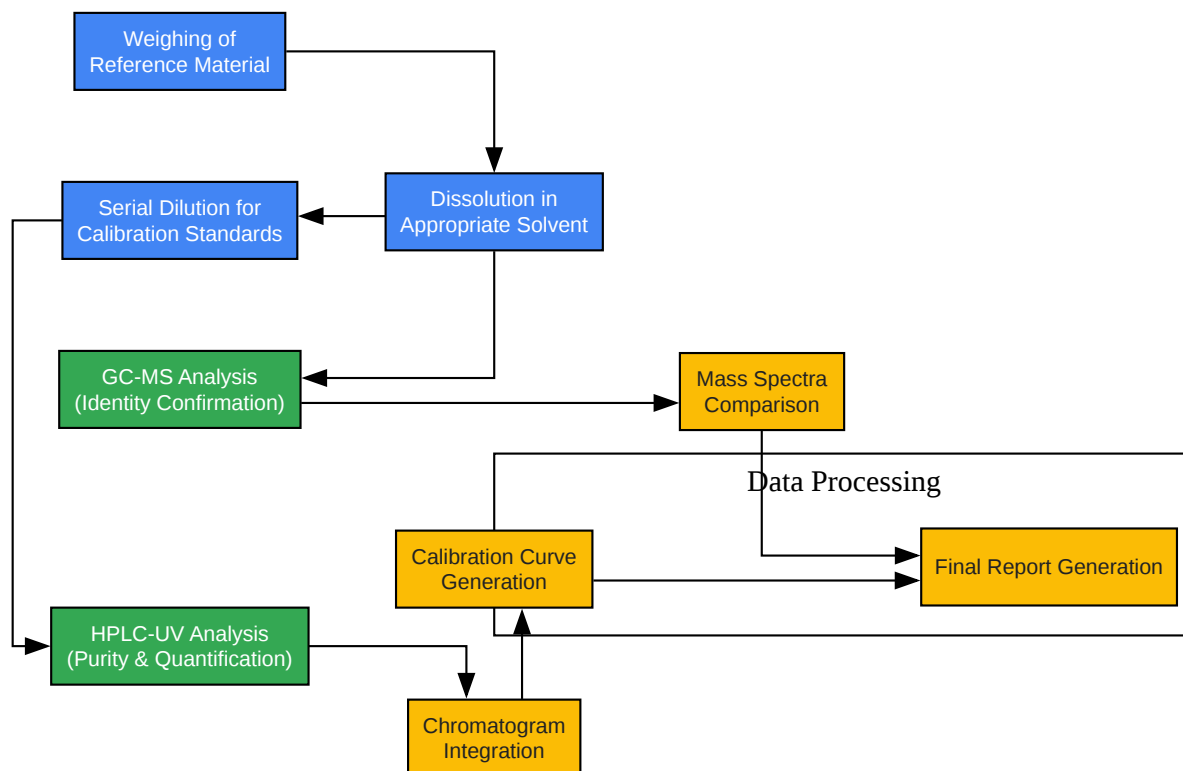 Weighing of
Reference Material
Dissolution in
Appropriate Solvent
Serial Dilution for
Calibration Standards
GC-MS Analysis
(Identity Confirmation)
Mass Spectra
Comparison
Data Processing
Calibration Curve
Generation
Final Report Generation
HPLC-UV Analysis
(Purity & Quantification)
Chromatogram
Integration